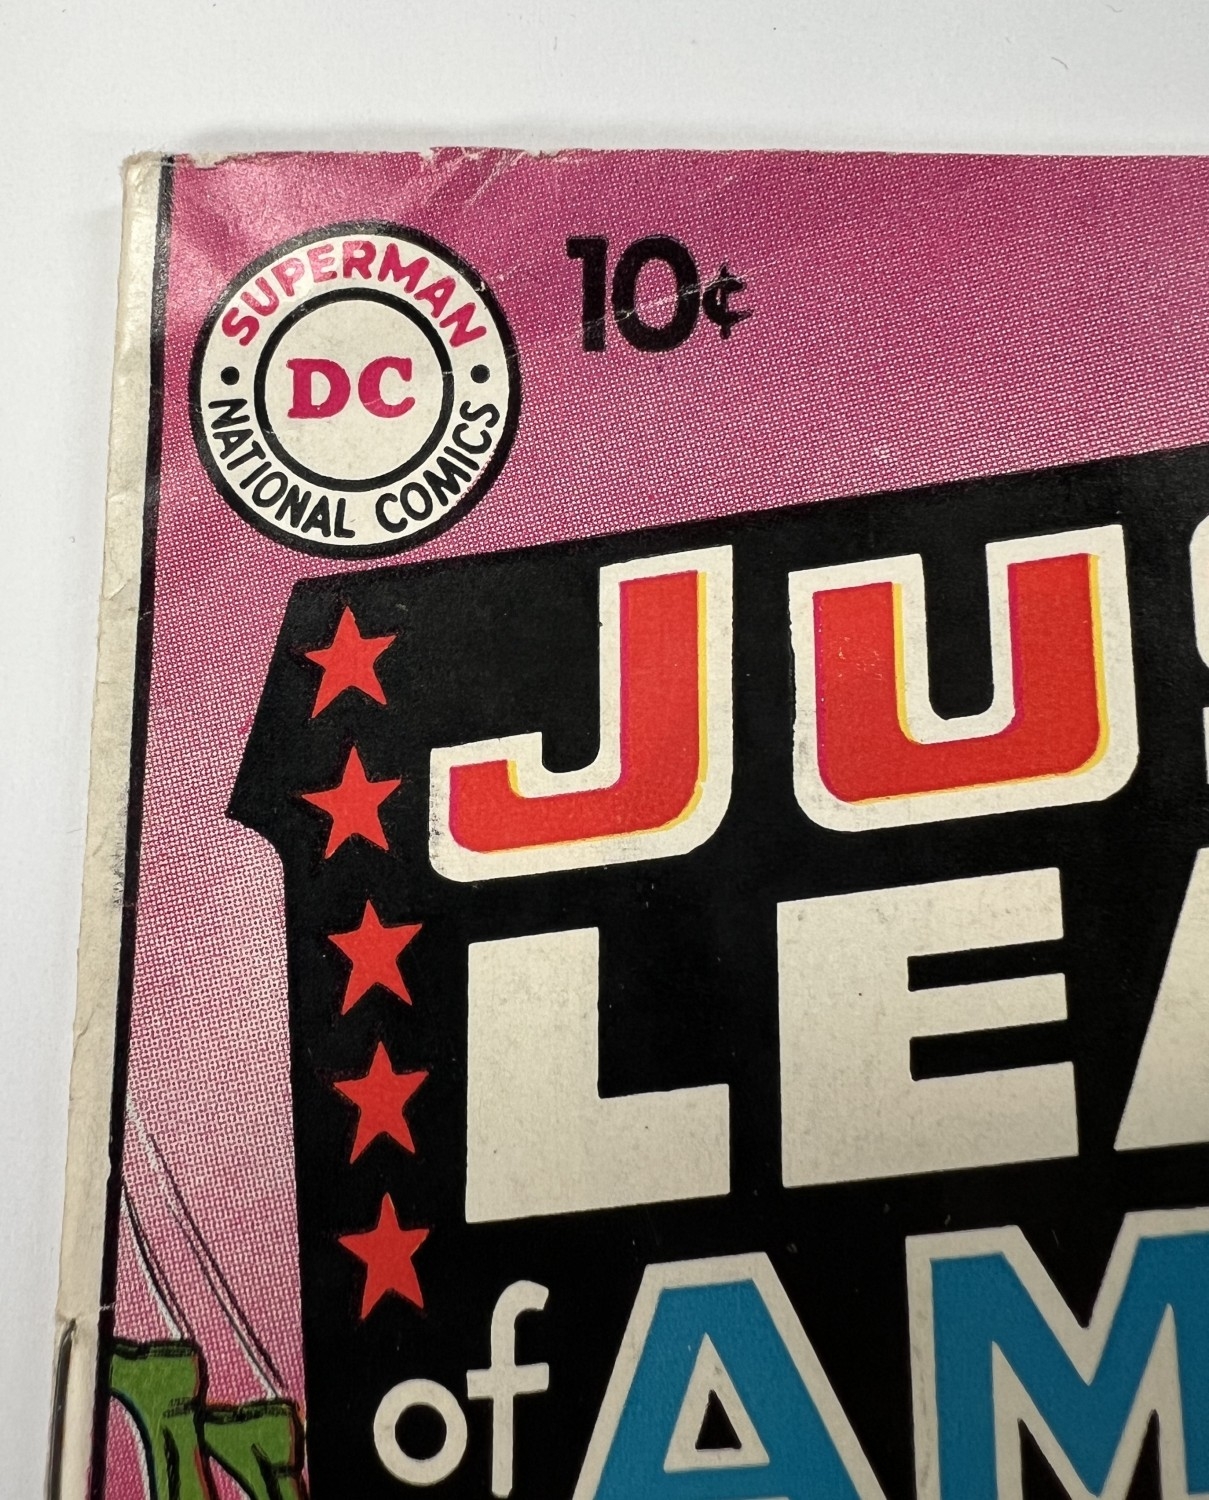 SUPERMAN
DC
NATIONAL COMICS
10¢
JUS
LEA
of AM